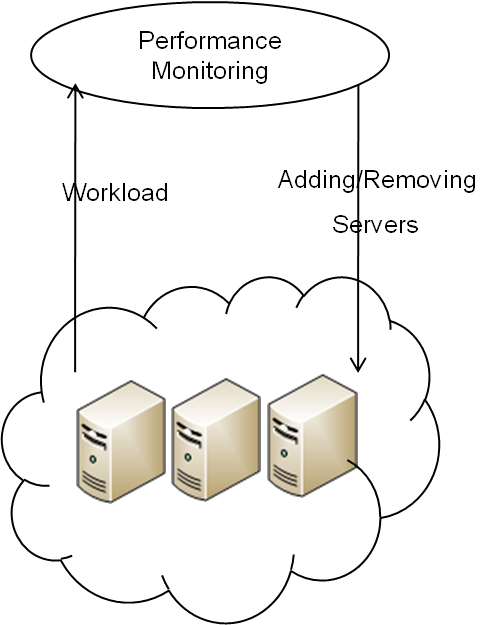 Performance
Monitoring
Workload
Adding/Removing
Servers